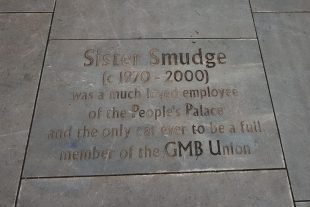 Sister Smudge
(c 1970 - 2000)
was a much loved employee
of the People's Palace
and the only cat ever to be a full
member of the GMB Union